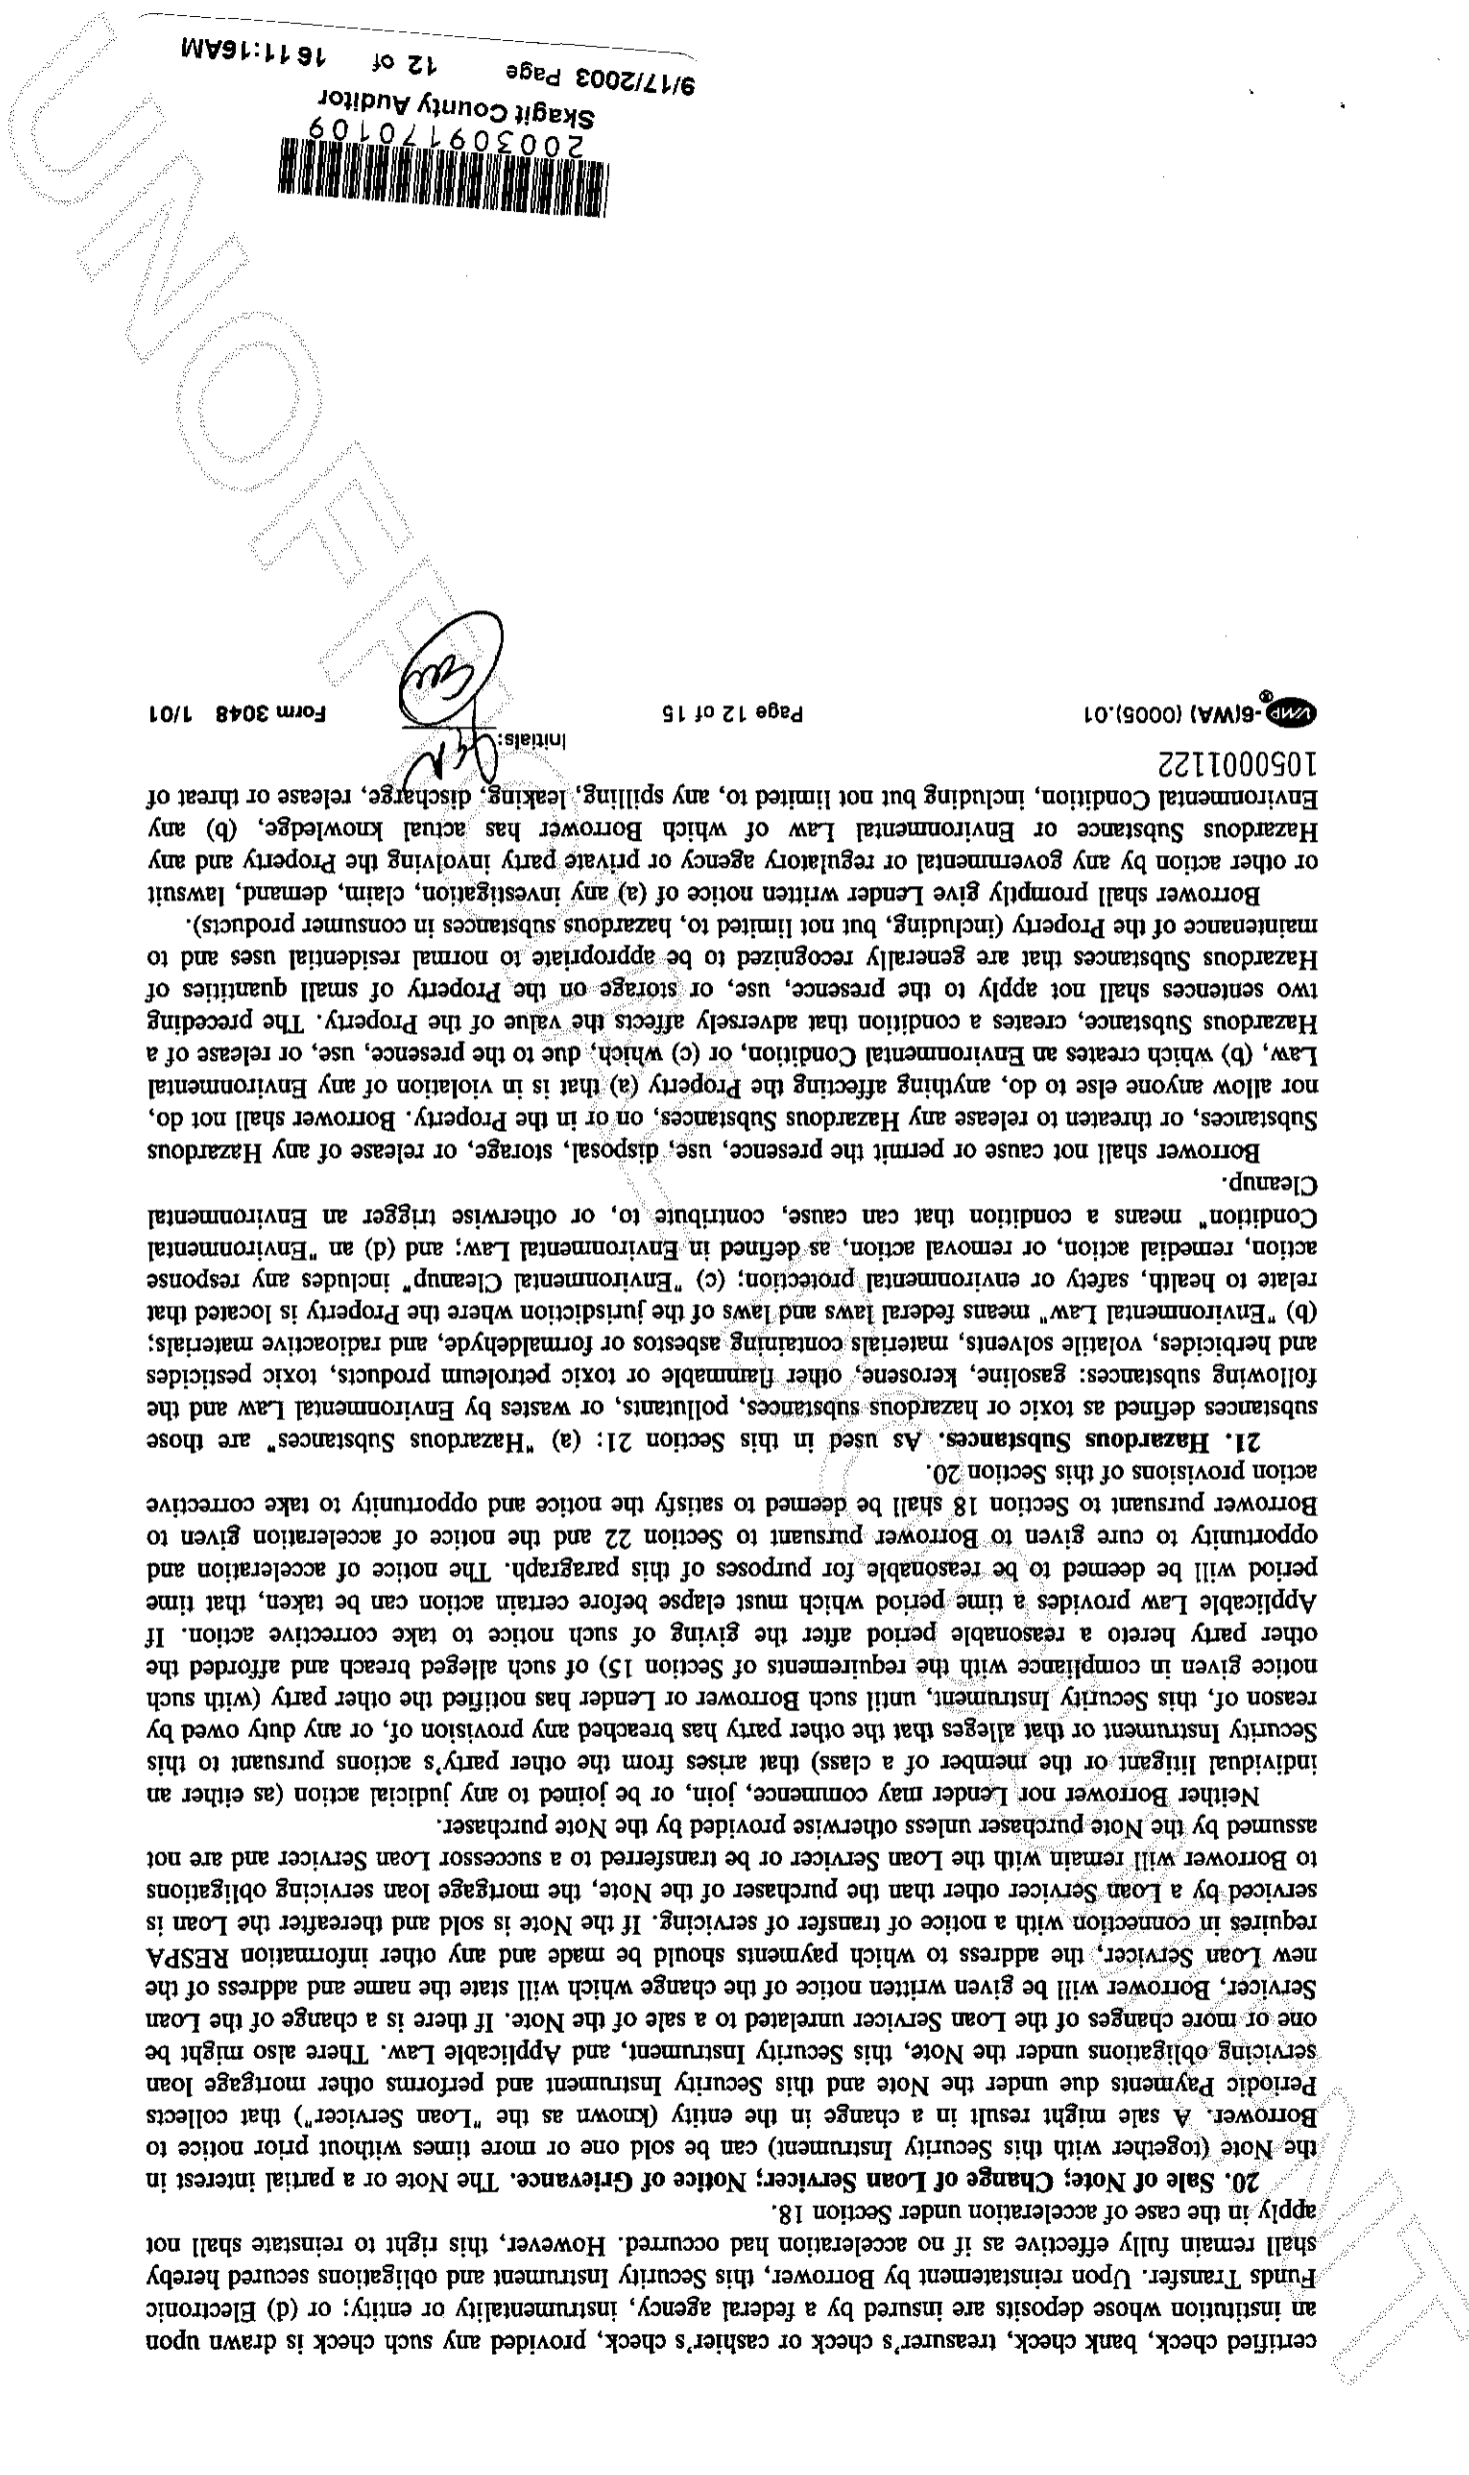 certified check, bank check, treasurer's check or cashier's check, provided any such check is drawn upon
an institution whose deposits are insured by a federal agency, instrumentality or entity; or (d) Electronic
Funds Transfer. Upon reinstatement by Borrower, this Security Instrument and obligations secured hereby
shall remain fully effective as if no acceleration had occurred. However, this right to reinstate shall not
apply in the case of acceleration under Section 18.
20. Sale of Note; Change of Loan Servicer; Notice of Grievance. The Note or a partial interest in
the Note (together with this Security Instrument) can be sold one or more times without prior notice to
Borrower. A sale might result in a change in the entity (known as the "Loan Servicer") that collects
Periodic Payments due under the Note and this Security Instrument and performs other mortgage loan
servicing obligations under the Note, this Security Instrument, and Applicable Law. There also might be
one or more changes of the Loan Servicer unrelated to a sale of the Note. If there is a change of the Loan
Servicer, Borrower will be given written notice of the change which will state the name and address of the
new Loan Servicer, the address to which payments should be made and any other information RESPA
requires in connection with a notice of transfer of servicing. If the Note is sold and thereafter the Loan is
serviced by a Loan Servicer other than the purchaser of the Note, the mortgage loan servicing obligations
to Borrower will remain with the Loan Servicer or be transferred to a successor Loan Servicer and are not
assumed by the Note purchaser unless otherwise provided by the Note purchaser.
Neither Borrower nor Lender may commence, join, or be joined to any judicial action (as either an
individual litigant or the member of a class) that arises from the other party's actions pursuant to this
Security Instrument or that alleges that the other party has breached any provision of, or any duty owed by
reason of, this Security Instrument, until such Borrower or Lender has notified the other party (with such
notice given in compliance with the requirements of Section 15) of such alleged breach and afforded the
other party hereto a reasonable period after the giving of such notice to take corrective action. If
Applicable Law provides a time period which must elapse before certain action can be taken, that time
period will be deemed to be reasonable for purposes of this paragraph. The notice of acceleration and
opportunity to cure given to Borrower pursuant to Section 22 and the notice of acceleration given to
Borrower pursuant to Section 18 shall be deemed to satisfy the notice and opportunity to take corrective
action provisions of this Section 20.
21. Hazardous Substances. As used in this Section 21: (a) "Hazardous Substances" are those
substances defined as toxic or hazardous substances, pollutants, or wastes by Environmental Law and the
following substances: gasoline, kerosene, other flammable or toxic petroleum products, toxic pesticides
and herbicides, volatile solvents, materials containing asbestos or formaldehyde, and radioactive materials;
(b) "Environmental Law" means federal laws and laws of the jurisdiction where the Property is located that
relate to health, safety or environmental protection; (c) "Environmental Cleanup" includes any response
action, remedial action, or removal action, as defined in Environmental Law; and (d) an "Environmental
Condition" means a condition that can cause, contribute to, or otherwise trigger an Environmental
Cleanup.
Borrower shall not cause or permit the presence, use, disposal, storage, or release of any Hazardous
Substances, or threaten to release any Hazardous Substances, on or in the Property. Borrower shall not do,
nor allow anyone else to do, anything affecting the Property (a) that is in violation of any Environmental
Law, (b) which creates an Environmental Condition, or (c) which, due to the presence, use, or release of a
Hazardous Substance, creates a condition that adversely affects the value of the Property. The preceding
two sentences shall not apply to the presence, use, or storage on the Property of small quantities of
Hazardous Substances that are generally recognized to be appropriate to normal residential uses and to
maintenance of the Property (including, but not limited to, hazardous substances in consumer products).
Borrower shall promptly give Lender written notice of (a) any investigation, claim, demand, lawsuit
or other action by any governmental or regulatory agency or private party involving the Property and any
Hazardous Substance or Environmental Law of which Borrower has actual knowledge, (b) any
Environmental Condition, including but not limited to, any spilling, leaking, discharge, release or threat of
1050001122
Initials:
VMP®-6(WA) (0005).01 Page 12 of 15 Form 3048 1/01
200309170109
Skagit County Auditor
9/17/2003 Page 12 of 16 11:16AM
UNOFFICIAL DOCUMENT